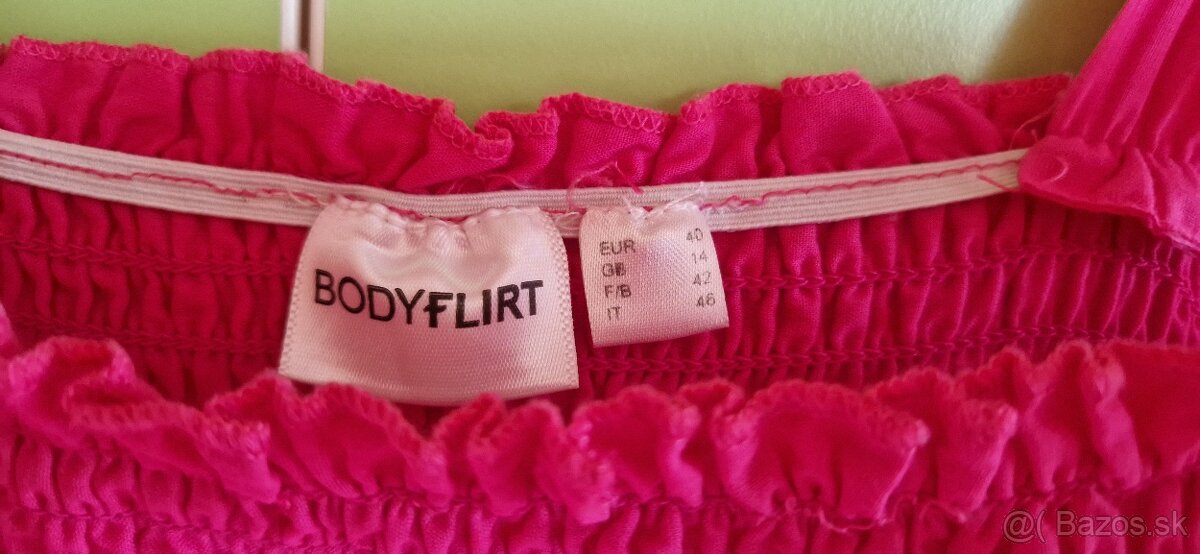 BODYFLIRT
EUR 40
GB 14
F/B 42
IT 46
@( Bazos.sk